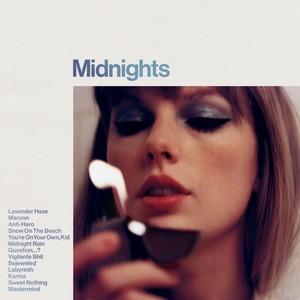 Midnights
Lavender Haze
Maroon
Anti-Hero
Snow On The Beach
You're On Your Own, Kid
Midnight Rain
Question...?
Vigilante Shit
Bejeweled
Labyrinth
Karma
Sweet Nothing
Mastermind